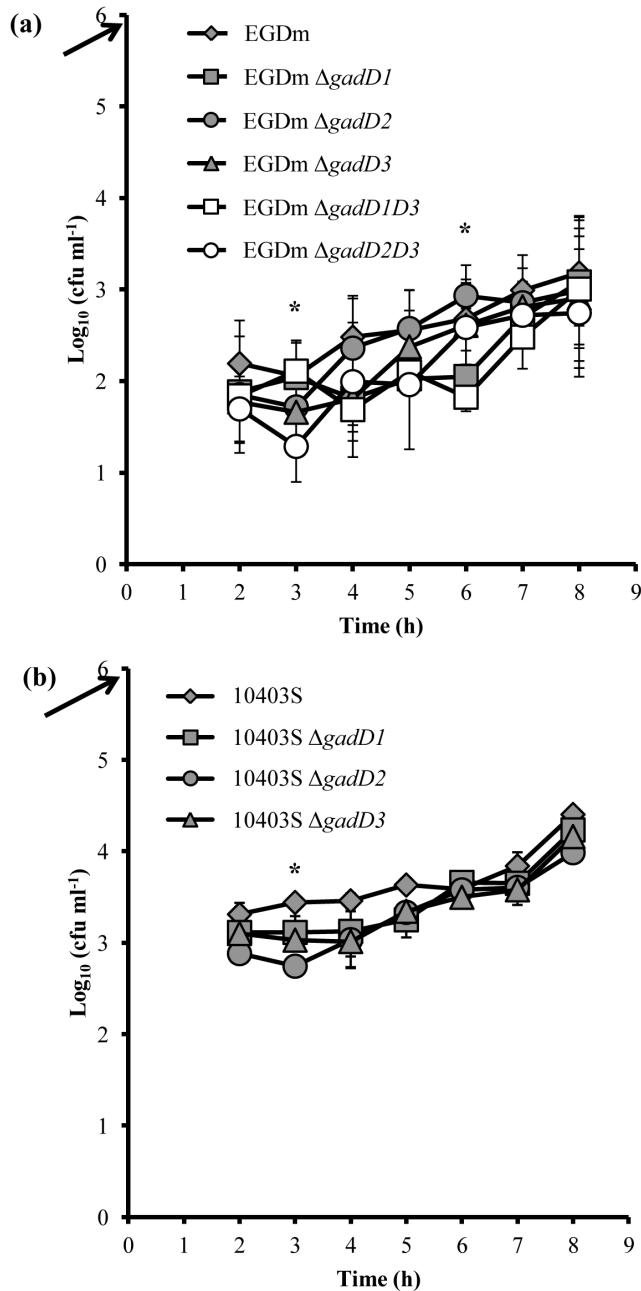 (a)
6
EGDm
EGDm ΔgadD1
5
EGDm ΔgadD2
EGDm ΔgadD3
4
EGDm ΔgadD1D3
EGDm ΔgadD2D3
*
*
3
2
1
0
Log₁₀ (cfu ml⁻¹)
0 1 2 3 4 5 6 7 8 9
Time (h)
(b)
6
10403S
10403S ΔgadD1
5
10403S ΔgadD2
10403S ΔgadD3
*
4
3
2
1
0
Log₁₀ (cfu ml⁻¹)
0 1 2 3 4 5 6 7 8 9
Time (h)